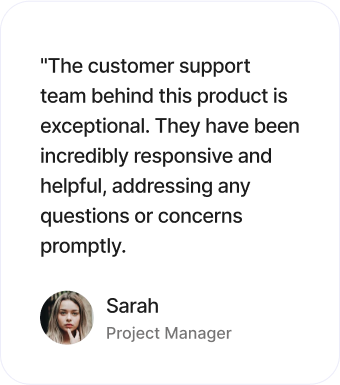 "The customer support
team behind this product is
exceptional. They have been
incredibly responsive and
helpful, addressing any
questions or concerns
promptly.
Sarah
Project Manager